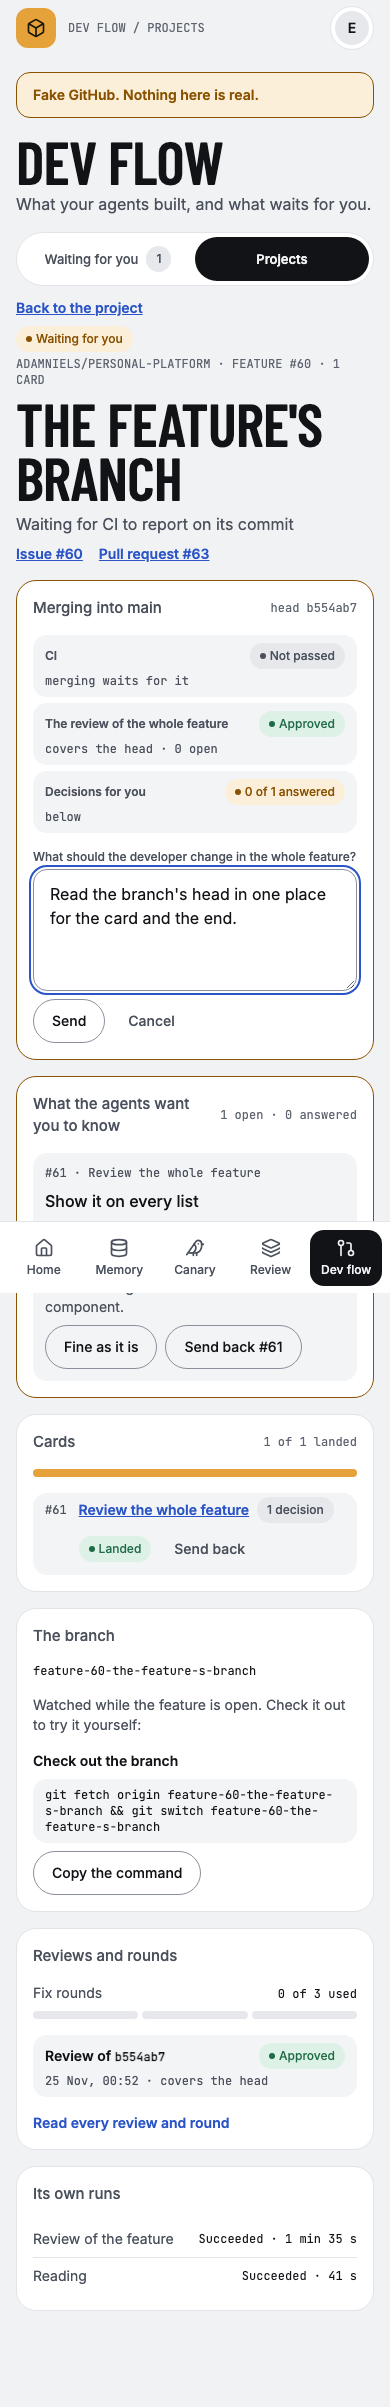 DEV FLOW / PROJECTS
E
Fake GitHub. Nothing here is real.
DEV FLOW
What your agents built, and what waits for you.
Waiting for you 1
Projects
Back to the project
Waiting for you
ADAMNIELS/PERSONAL-PLATFORM · FEATURE #60 · 1
CARD
THE FEATURE'S
BRANCH
Waiting for CI to report on its commit
Issue #60 Pull request #63
Merging into main head b554ab7
CI Not passed
merging waits for it
The review of the whole feature Approved
covers the head · 0 open
Decisions for you 0 of 1 answered
below
What should the developer change in the whole feature?
Read the branch's head in one place
for the card and the end.
Send Cancel
What the agents want
you to know
1 open · 0 answered
#61 · Review the whole feature
Show it on every list
Home Memory Canary Review Dev flow
component.
Fine as it is Send back #61
Cards 1 of 1 landed
#61 Review the whole feature 1 decision
Landed Send back
The branch
feature-60-the-feature-s-branch
Watched while the feature is open. Check it out
to try it yourself:
Check out the branch
git fetch origin feature-60-the-feature-
s-branch && git switch feature-60-the-
feature-s-branch
Copy the command
Reviews and rounds
Fix rounds 0 of 3 used
Review of b554ab7 Approved
25 Nov, 00:52 · covers the head
Read every review and round
Its own runs
Review of the feature Succeeded · 1 min 35 s
Reading Succeeded · 41 s